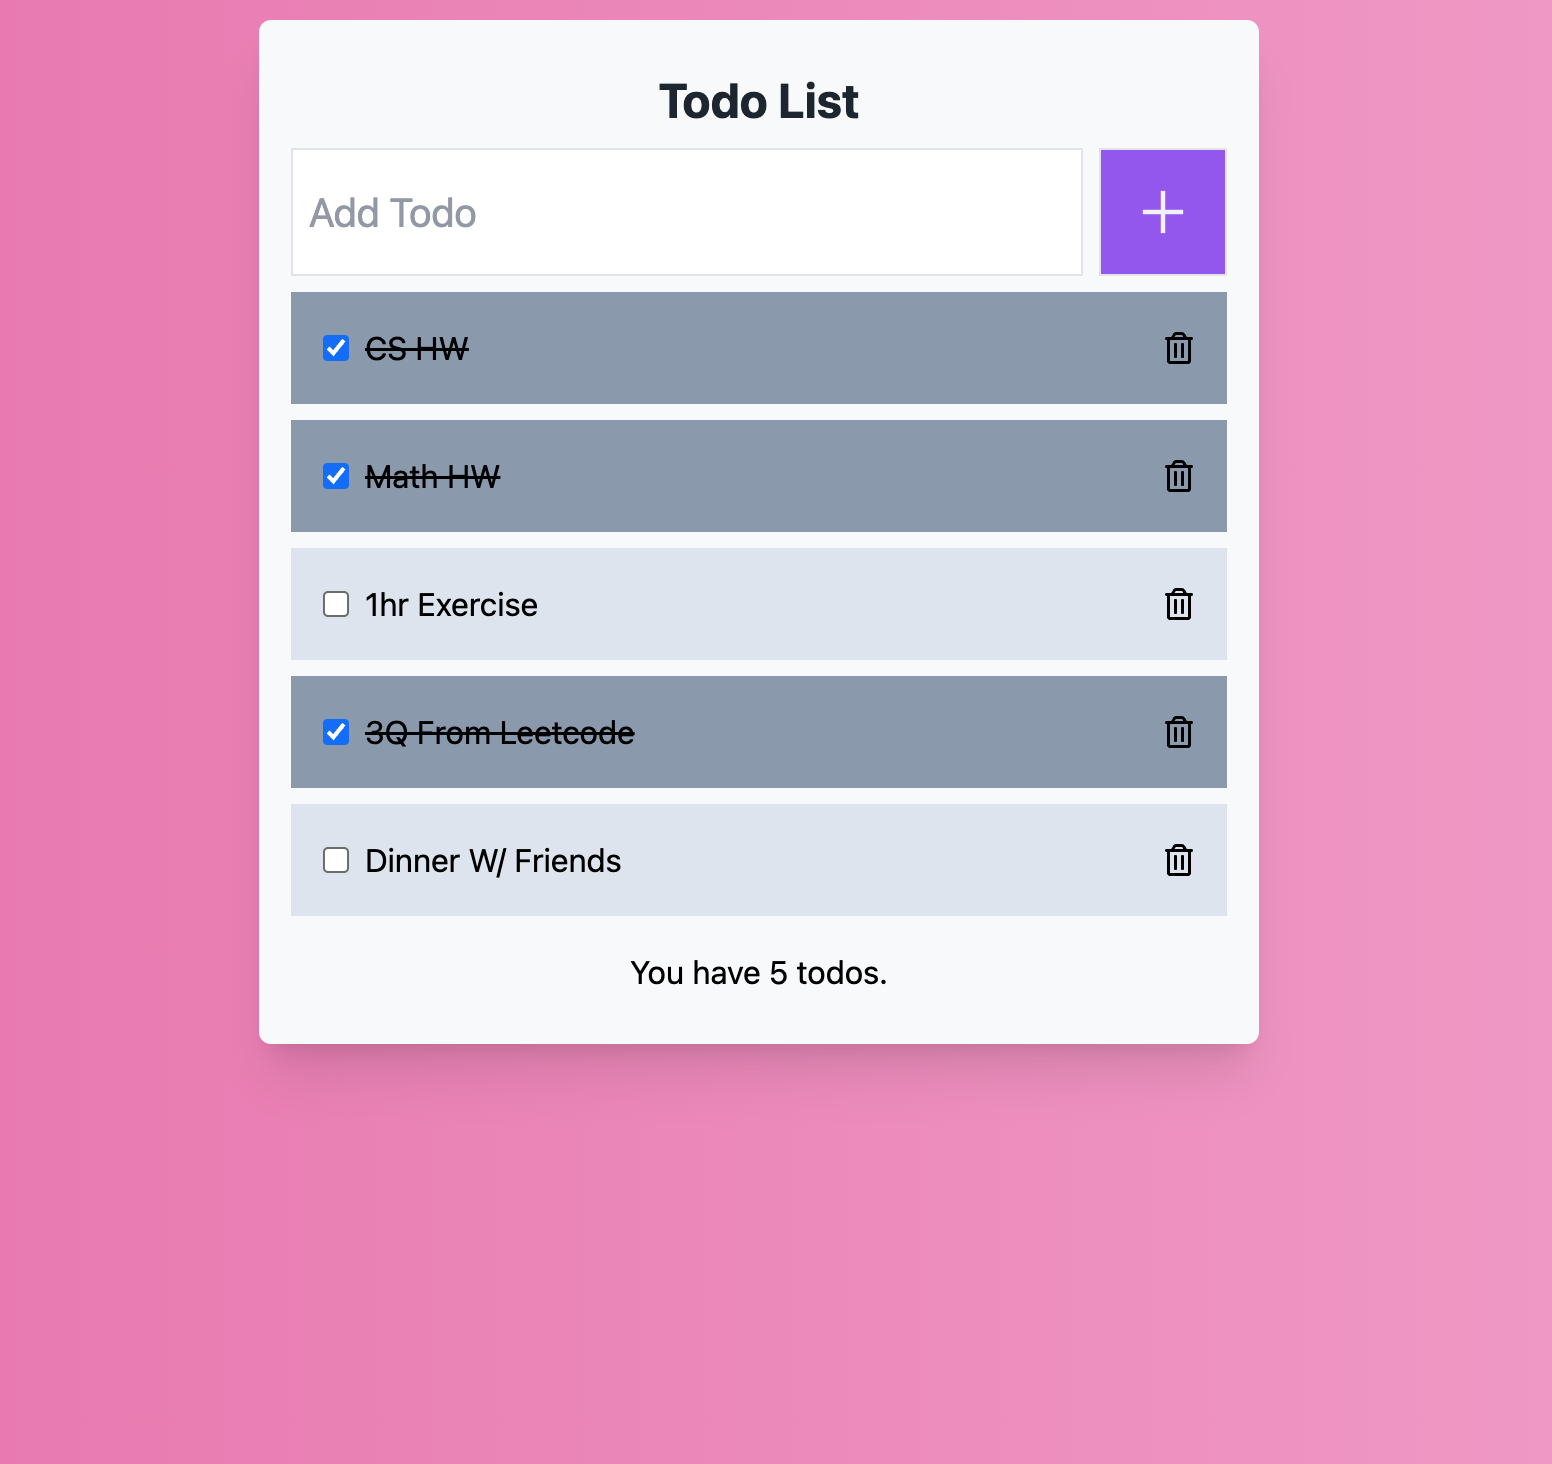 Todo List
Add Todo
CS HW
Math HW
1hr Exercise
3Q From Leetcode
Dinner W/ Friends
You have 5 todos.